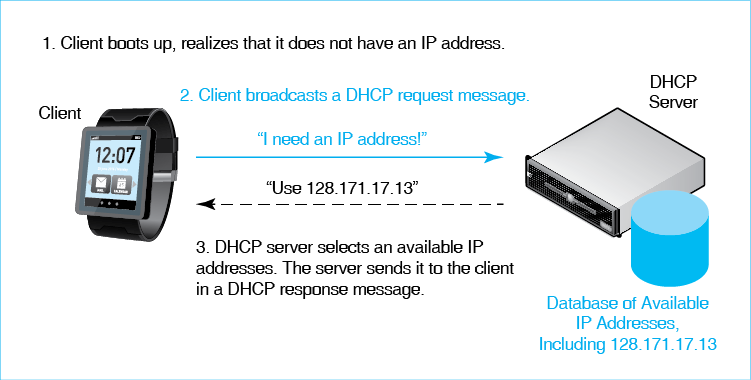 1. Client boots up, realizes that it does not have an IP address.
2. Client broadcasts a DHCP request message.
DHCP
Server
Client
"I need an IP address!"
12:07
"Use 128.171.17.13"
MAIL
CALENDAR
3. DHCP server selects an available IP
addresses. The server sends it to the client
in a DHCP response message.
Database of Available
IP Addresses,
Including 128.171.17.13